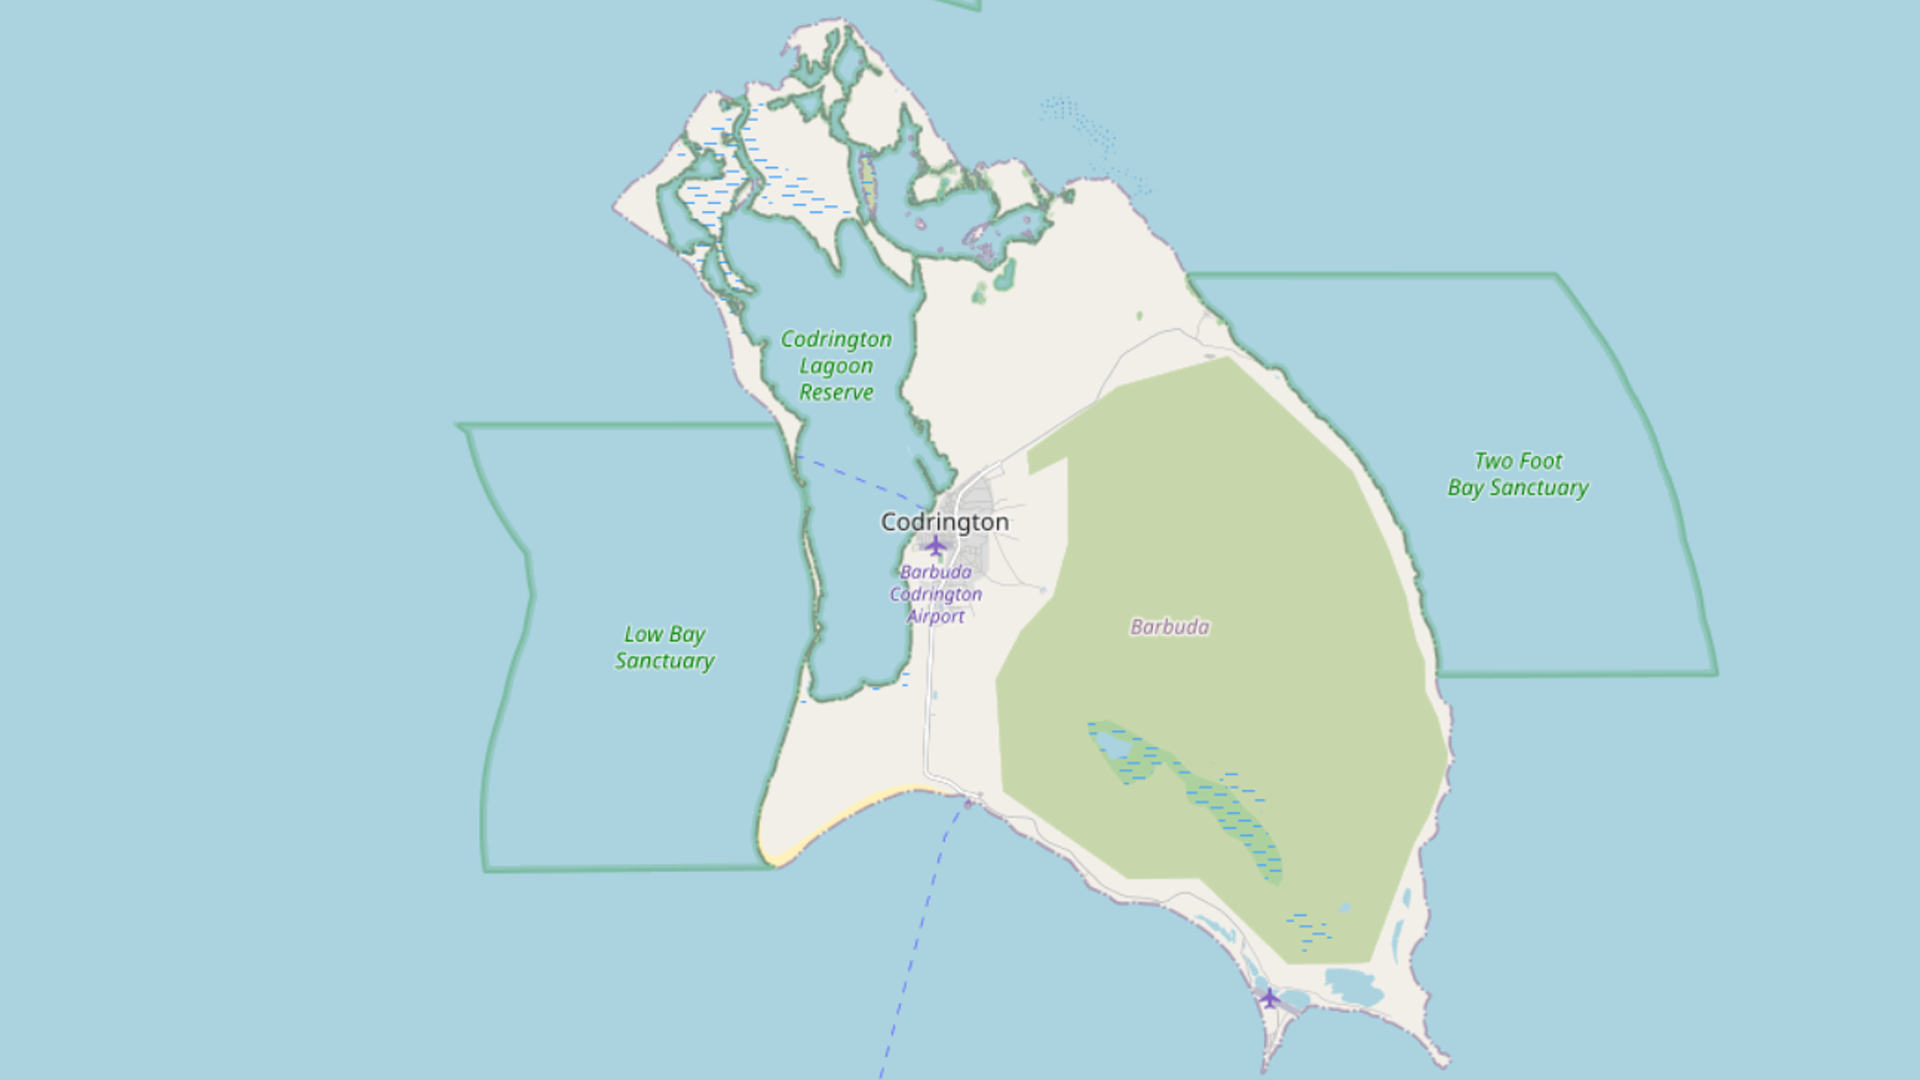 Codrington
Lagoon
Reserve
Two Foot
Bay Sanctuary
Codrington
Barbuda
Codrington
Airport
Barbuda
Low Bay
Sanctuary